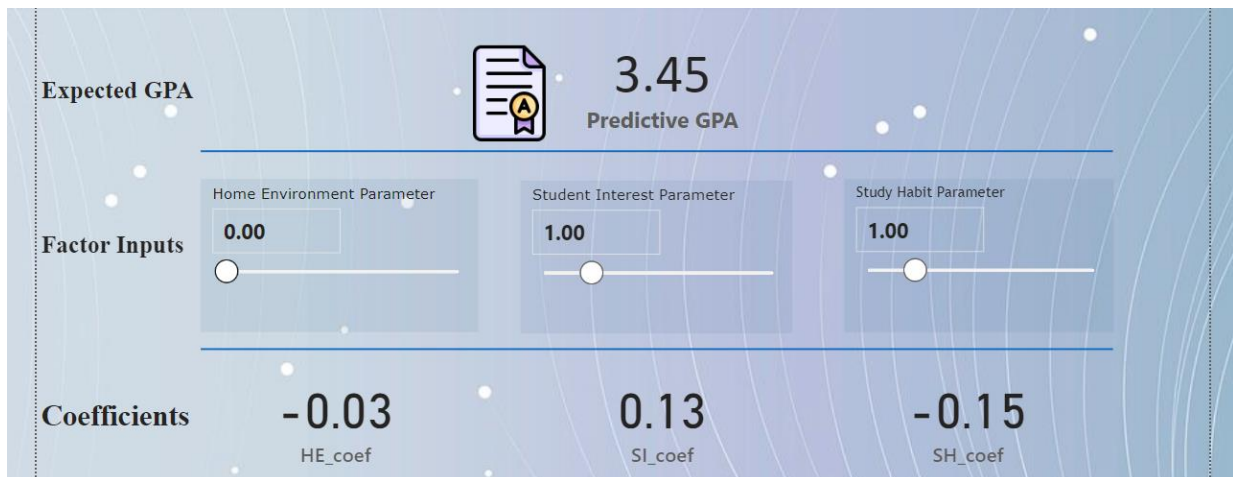 Expected GPA
A
3.45
Predictive GPA
Factor Inputs
Home Environment Parameter
0.00
Student Interest Parameter
1.00
Study Habit Parameter
1.00
Coefficients
-0.03
HE_coef
0.13
SI_coef
-0.15
SH_coef